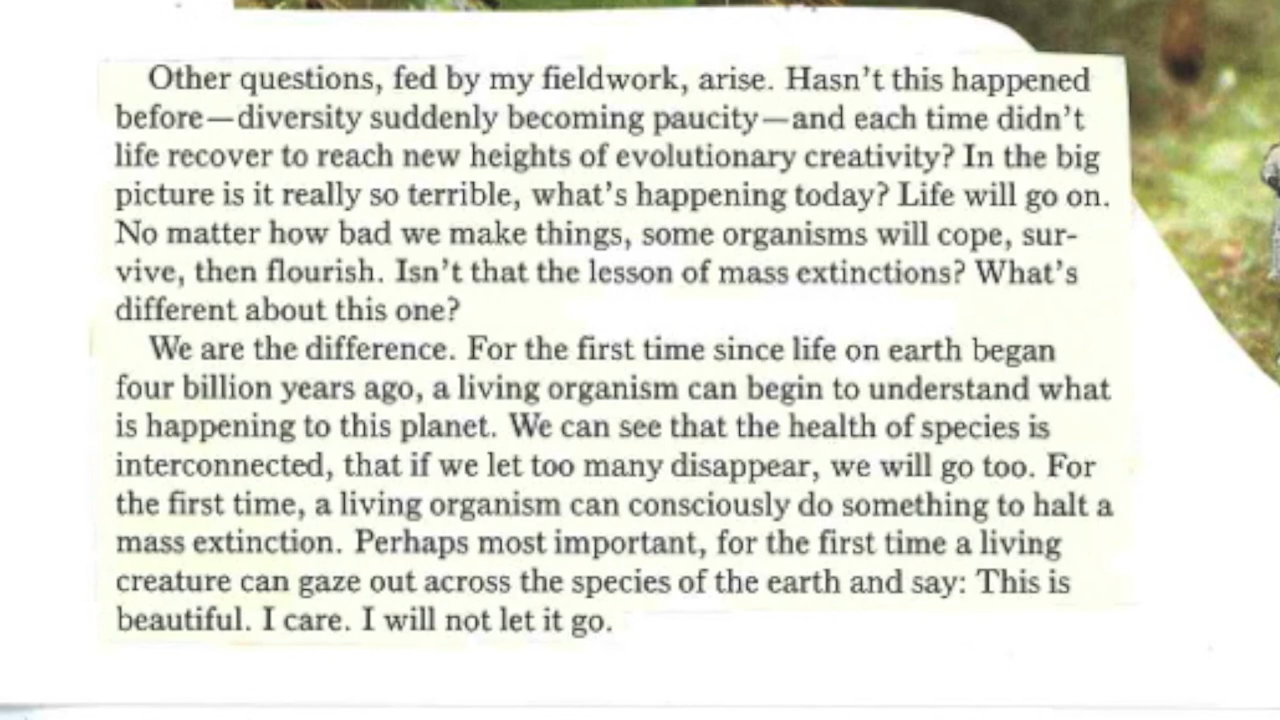 Other questions, fed by my fieldwork, arise. Hasn't this happened
before—diversity suddenly becoming paucity—and each time didn't
life recover to reach new heights of evolutionary creativity? In the big
picture is it really so terrible, what's happening today? Life will go on.
No matter how bad we make things, some organisms will cope, sur-
vive, then flourish. Isn't that the lesson of mass extinctions? What's
different about this one?
We are the difference. For the first time since life on earth began
four billion years ago, a living organism can begin to understand what
is happening to this planet. We can see that the health of species is
interconnected, that if we let too many disappear, we will go too. For
the first time, a living organism can consciously do something to halt a
mass extinction. Perhaps most important, for the first time a living
creature can gaze out across the species of the earth and say: This is
beautiful. I care. I will not let it go.